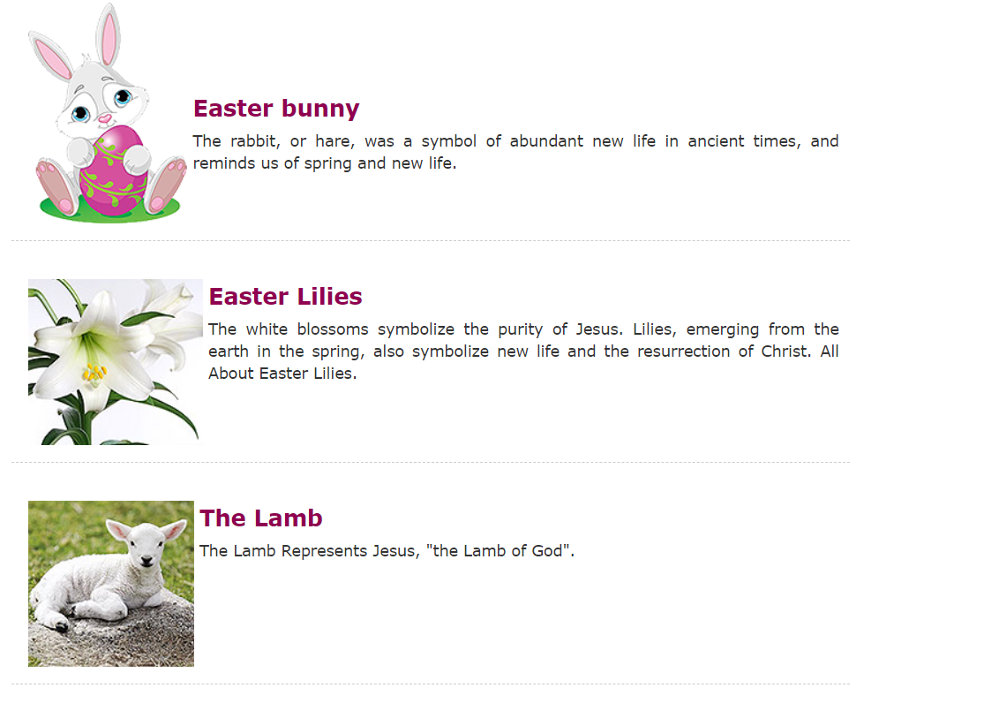 Easter bunny
The rabbit, or hare, was a symbol of abundant new life in ancient times, and
reminds us of spring and new life.
Easter Lilies
The white blossoms symbolize the purity of Jesus. Lilies, emerging from the
earth in the spring, also symbolize new life and the resurrection of Christ. All
About Easter Lilies.
The Lamb
The Lamb Represents Jesus, "the Lamb of God".